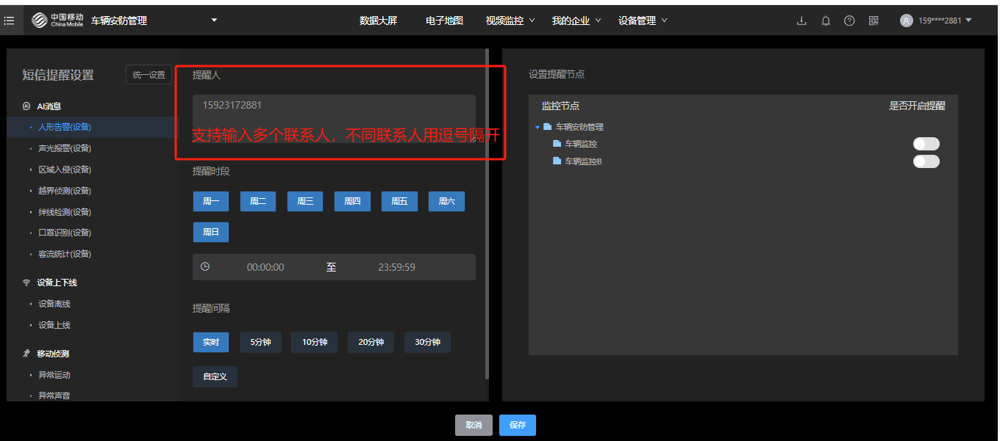 中国移动
China Mobile
车辆安防管理
数据大屏
电子地图
视频监控
我的企业
设备管理
159****2881
短信提醒设置
统一设置
AI消息
人形告警(设备)
声光报警(设备)
区域入侵(设备)
越界侦测(设备)
绊线检测(设备)
口罩识别(设备)
客流统计(设备)
设备上下线
设备离线
设备上线
移动侦测
异常运动
异常声音
提醒人
15923172881
支持输入多个联系人，不同联系人用逗号隔开
提醒时段
周一
周二
周三
周四
周五
周六
周日
00:00:00
至
23:59:59
提醒间隔
实时
5分钟
10分钟
20分钟
30分钟
自定义
设置提醒节点
监控节点
是否开启提醒
车辆安防管理
车辆监控
车辆监控B
取消
保存